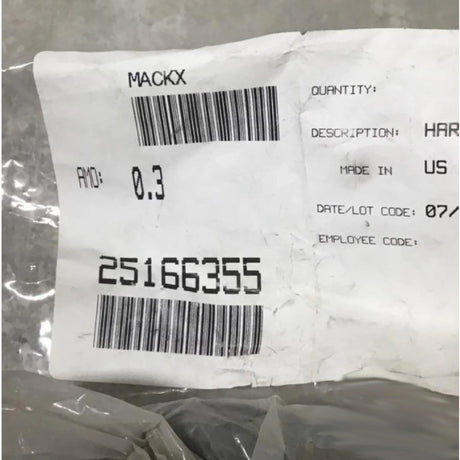 MACKX
QUANTITY:
DESCRIPTION: HAR
AMD: 0.3
MADE IN US
DATE/LOT CODE: 07/
EMPLOYEE CODE:
25166355